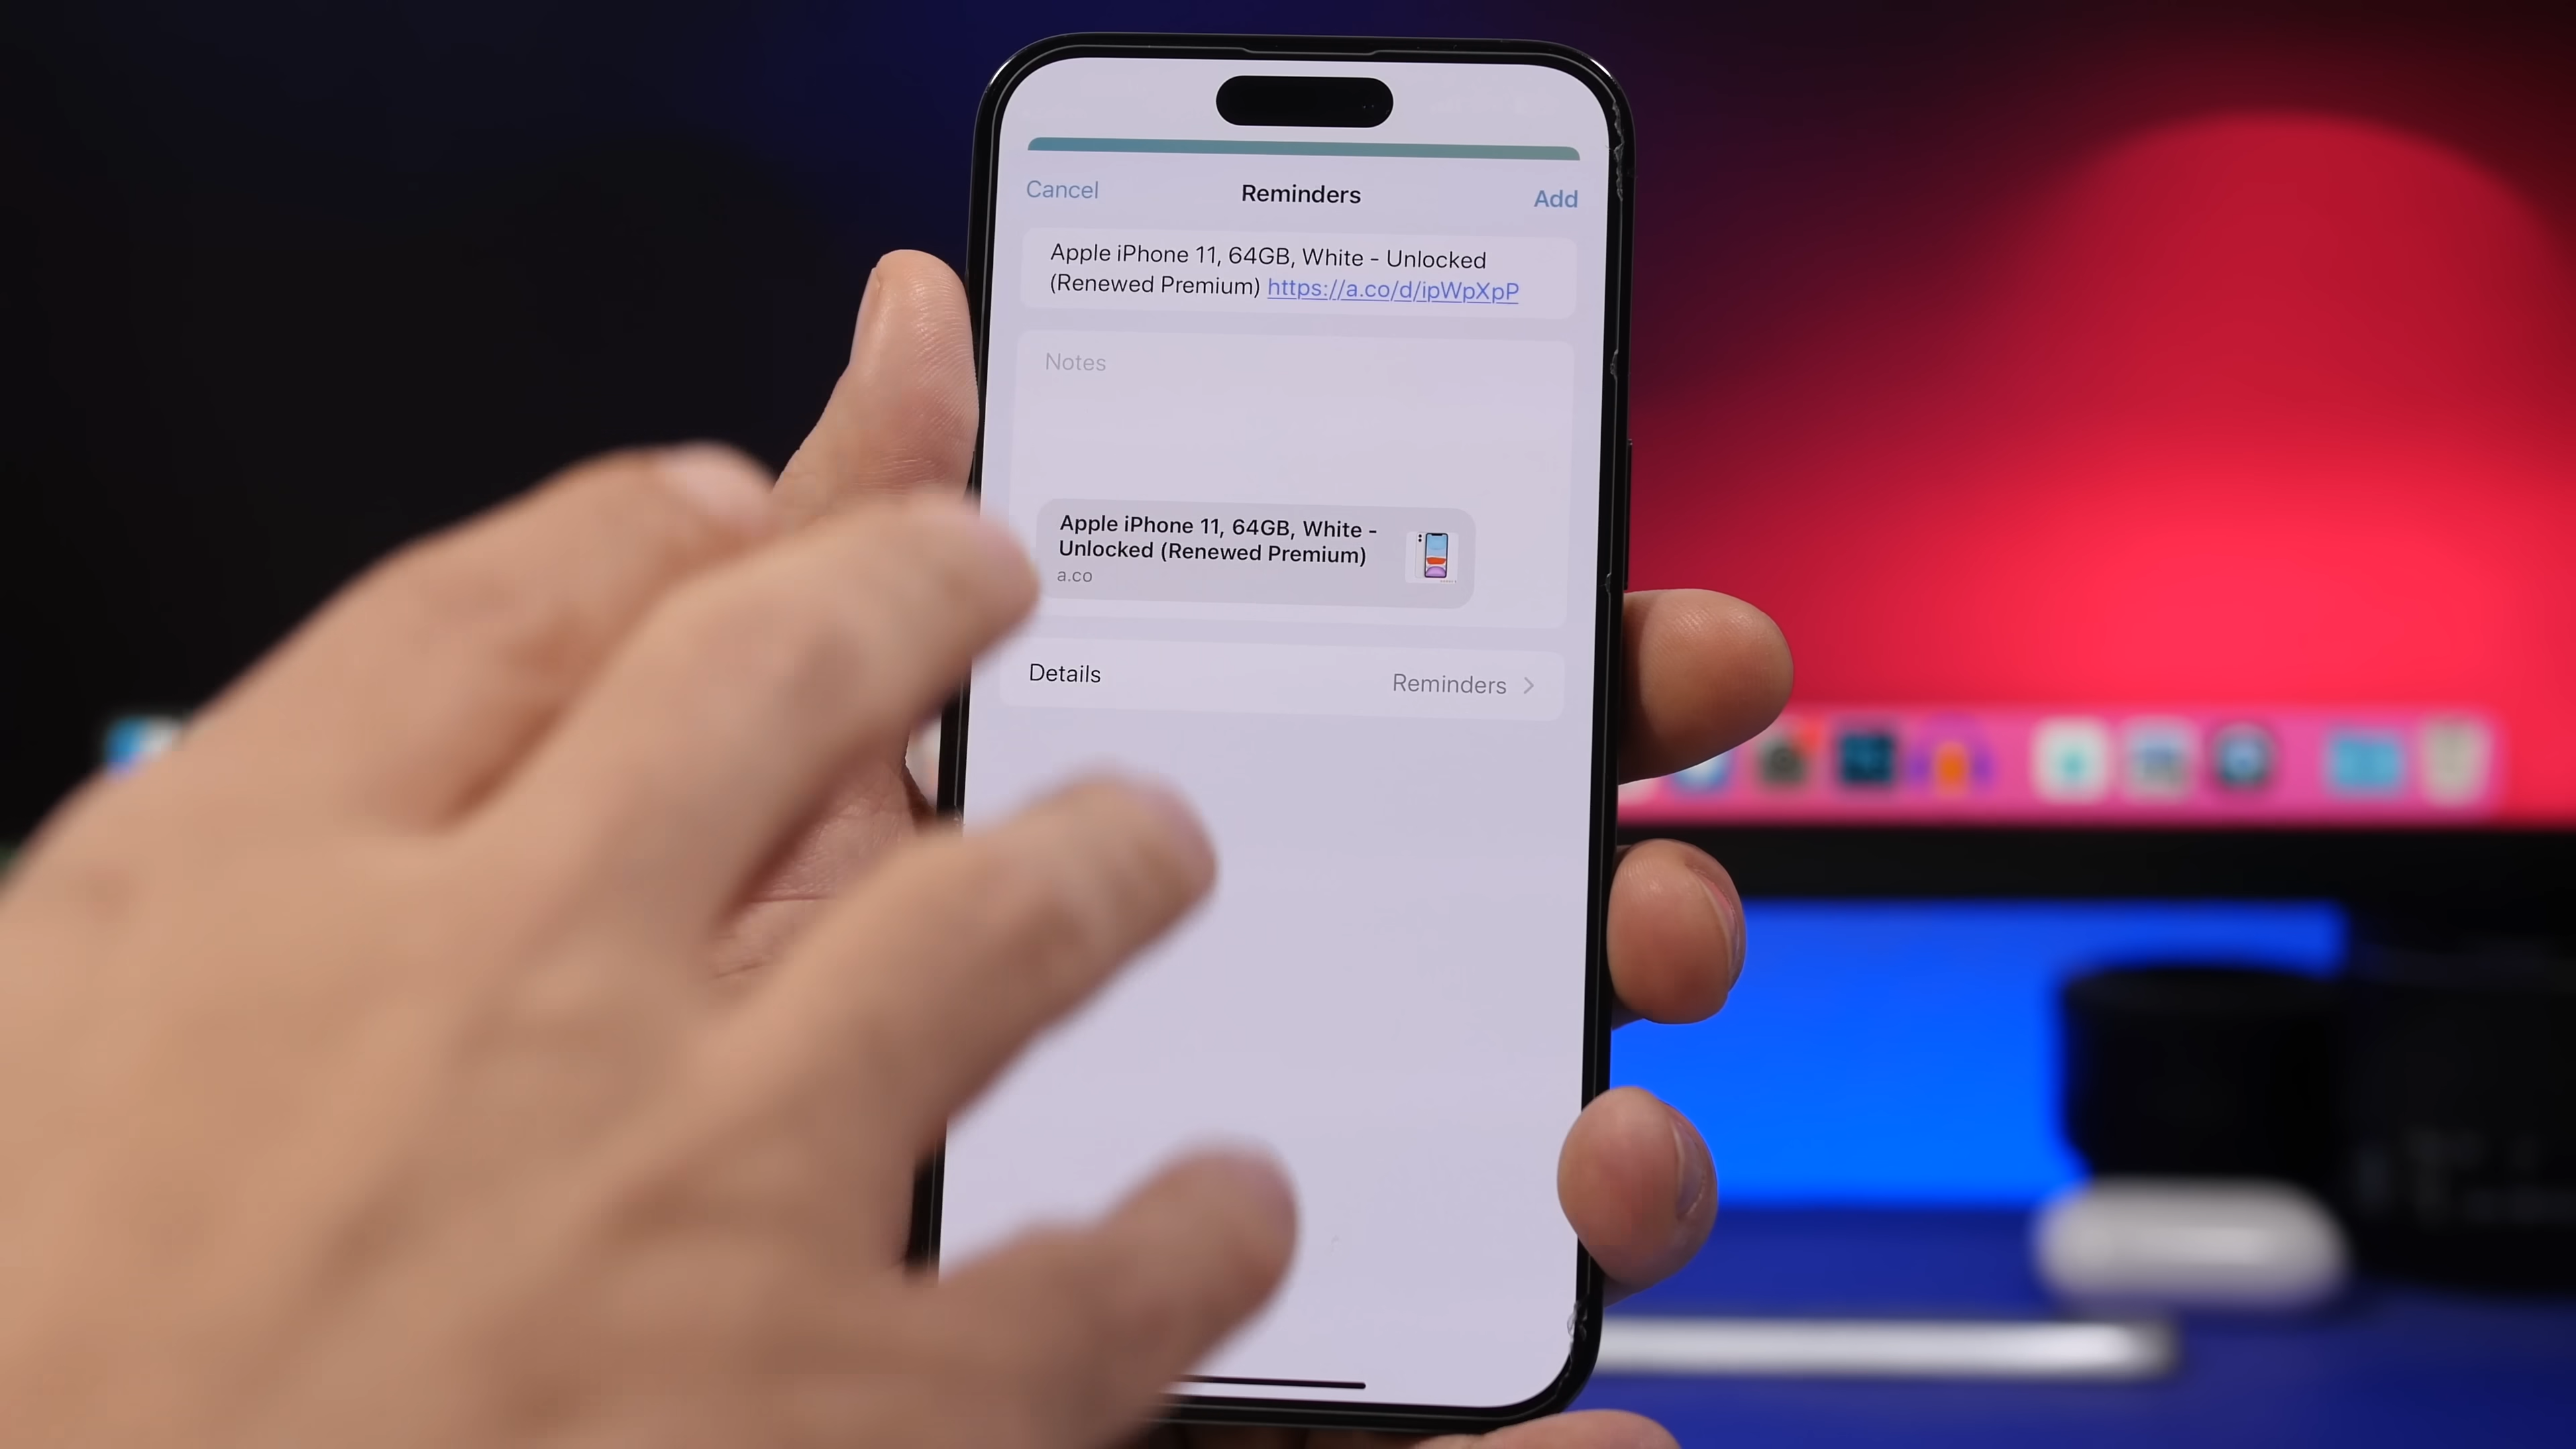 Cancel Reminders Add
Apple iPhone 11, 64GB, White - Unlocked
(Renewed Premium) https://a.co/d/ipWpXpP
Notes
Apple iPhone 11, 64GB, White -
Unlocked (Renewed Premium)
a.co
Details Reminders